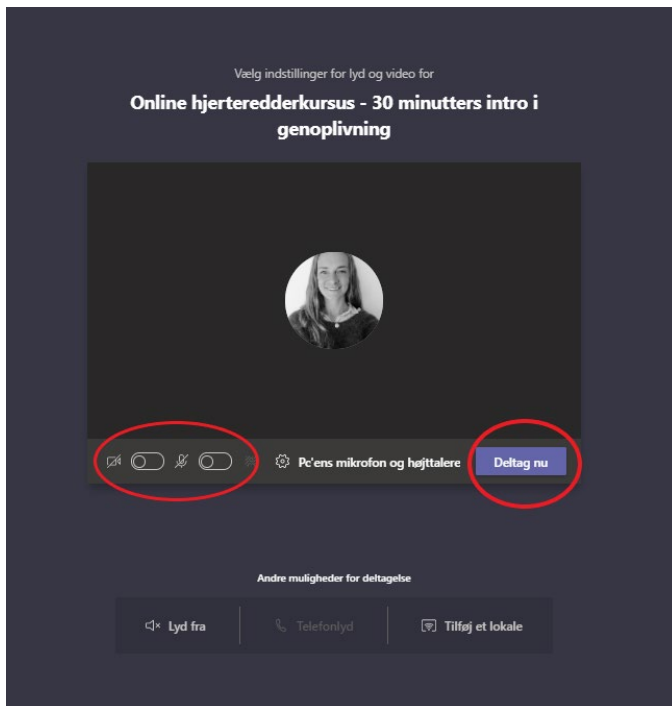 Vælg indstillinger for lyd og video for
Online hjerteredderkursus - 30 minutters intro i
genoplivning
Pc'ens mikrofon og højttalere
Deltag nu
Andre muligheder for deltagelse
Lyd fra
Telefonlyd
Tilføj et lokale